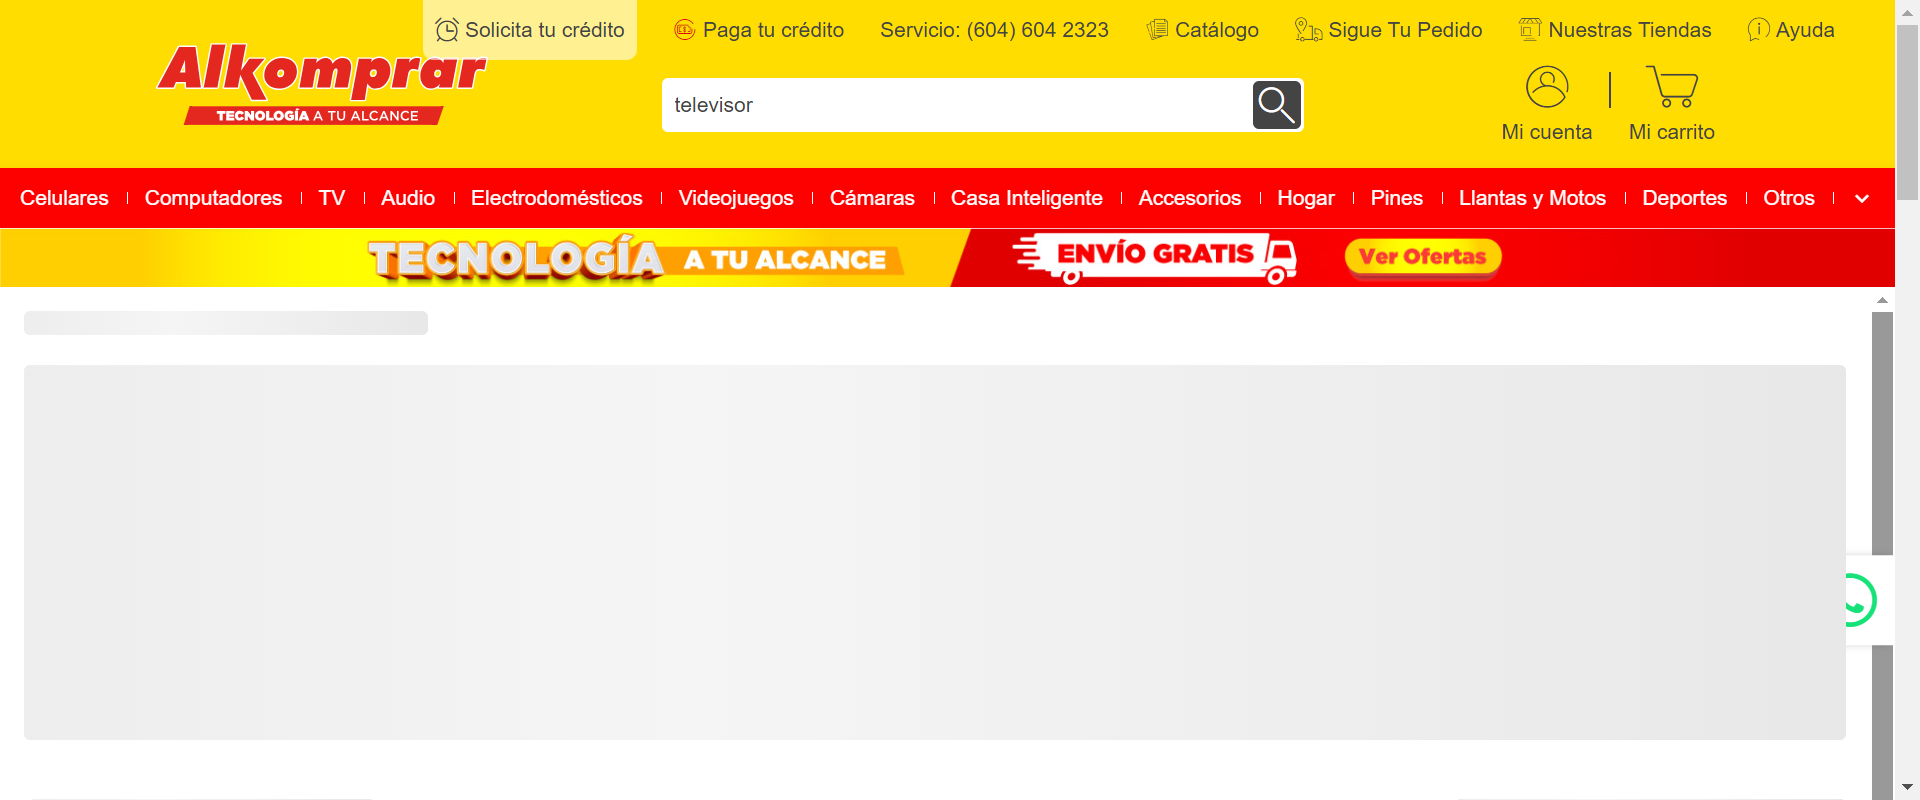 Solicita tu crédito
Paga tu crédito
Servicio: (604) 604 2323
Catálogo
Sigue Tu Pedido
Nuestras Tiendas
Ayuda
Alkomprar
TECNOLOGÍA A TU ALCANCE
televisor
Mi cuenta
Mi carrito
Celulares
Computadores
TV
Audio
Electrodomésticos
Videojuegos
Cámaras
Casa Inteligente
Accesorios
Hogar
Pines
Llantas y Motos
Deportes
Otros
TECNOLOGÍA A TU ALCANCE
ENVÍO GRATIS
Ver Ofertas